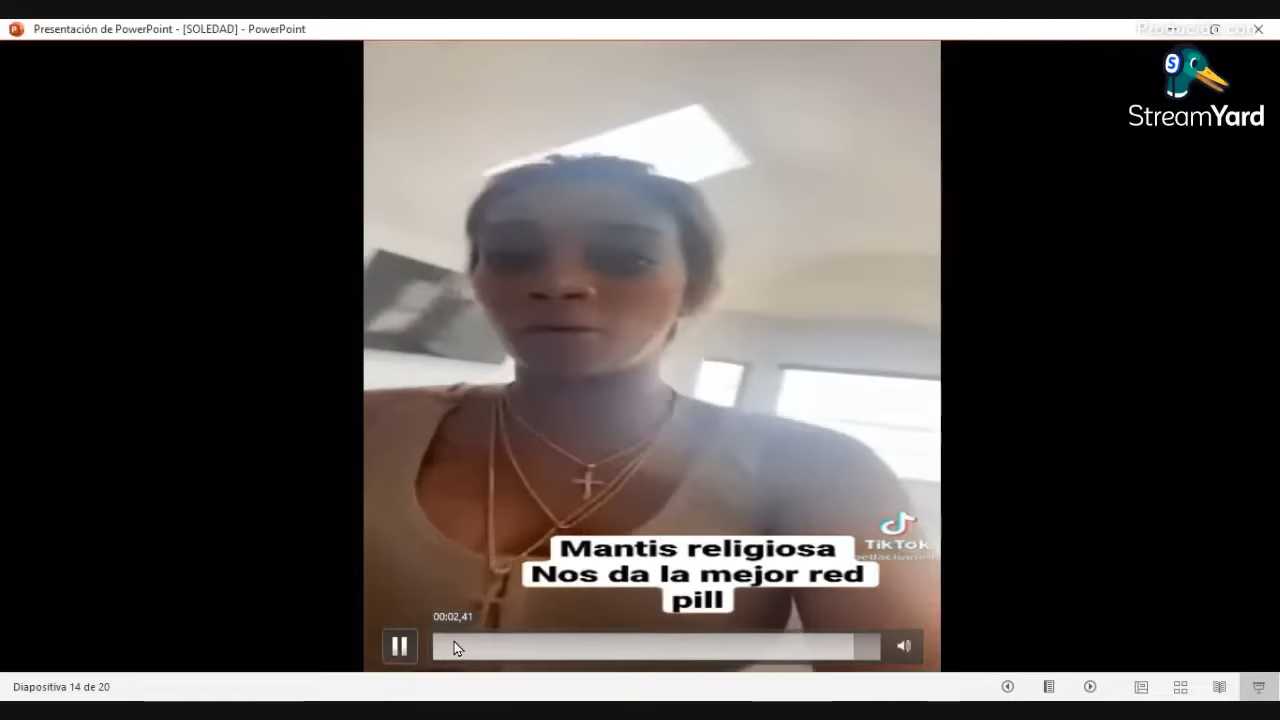 Presentación de PowerPoint - [SOLEDAD] - PowerPoint
StreamYard
TikTok
Mantis religiosa
Nos da la mejor red
pill
00:02,41
Diapositiva 14 de 20